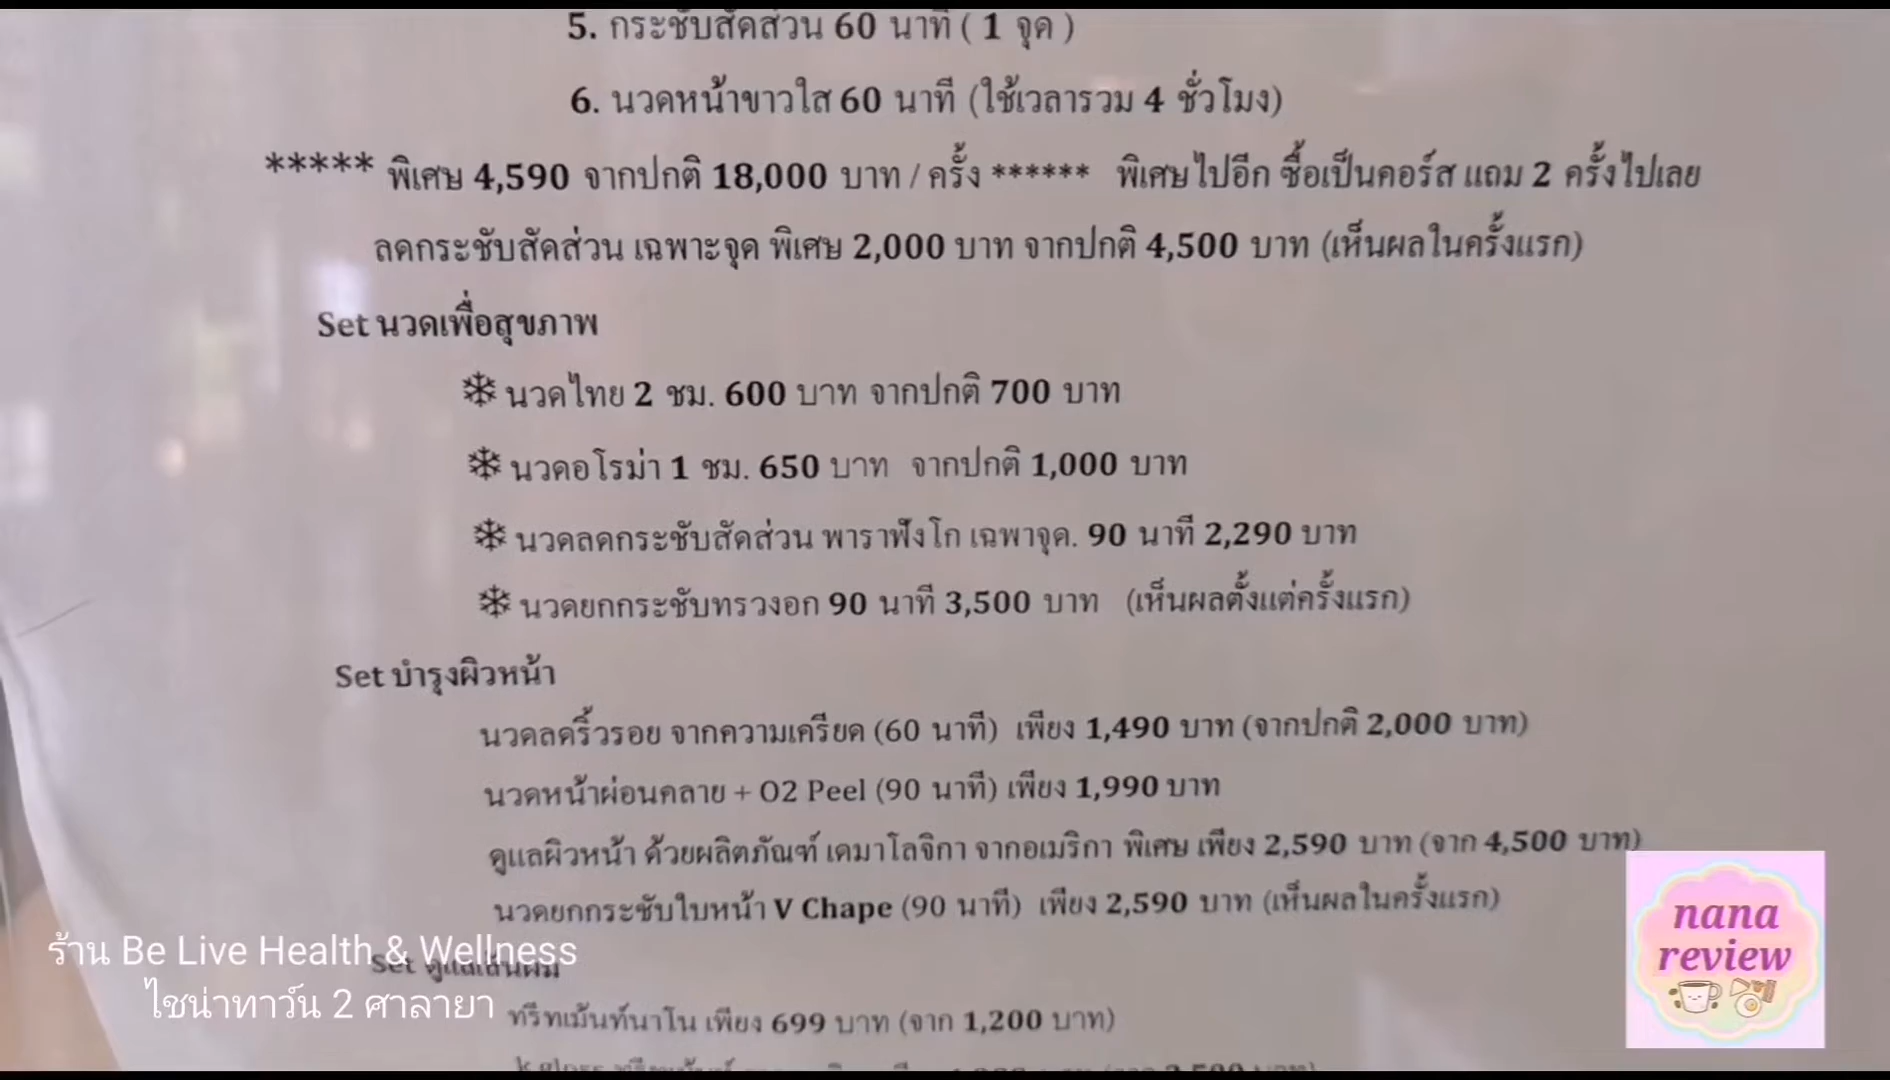 5. กระชับสัดส่วน 60 นาที ( 1 จุด )
6. นวดหน้าขาวใส 60 นาที (ใช้เวลารวม 4 ชั่วโมง)
***** พิเศษ 4,590 จากปกติ 18,000 บาท / ครั้ง ****** พิเศษไปอีก ซื้อเป็นคอร์ส แถม 2 ครั้งไปเลย
ลดกระชับสัดส่วน เฉพาะจุด พิเศษ 2,000 บาท จากปกติ 4,500 บาท (เห็นผลในครั้งแรก)
Set นวดเพื่อสุขภาพ
❄ นวดไทย 2 ชม. 600 บาท จากปกติ 700 บาท
❄ นวดอโรม่า 1 ชม. 650 บาท จากปกติ 1,000 บาท
❄ นวดลดกระชับสัดส่วน พาราฟังโก เฉพาจุด. 90 นาที 2,290 บาท
❄ นวดยกกระชับทรวงอก 90 นาที 3,500 บาท (เห็นผลตั้งแต่ครั้งแรก)
Set บำรุงผิวหน้า
นวดลดริ้วรอย จากความเครียด (60 นาที) เพียง 1,490 บาท (จากปกติ 2,000 บาท)
นวดหน้าผ่อนคลาย + O2 Peel (90 นาที) เพียง 1,990 บาท
ดูแลผิวหน้า ด้วยผลิตภัณฑ์ เดมาโลจิกา จากอเมริกา พิเศษ เพียง 2,590 บาท (จาก 4,500 บาท)
นวดยกกระชับใบหน้า V Chape (90 นาที) เพียง 2,590 บาท (เห็นผลในครั้งแรก)
Set ดูแลเส้นผม
ทรีทเม้นท์นาโน เพียง 699 บาท (จาก 1,200 บาท)
ร้าน Be Live Health & Wellness
ไชน่าทาว์น 2 ศาลายา
nana
review